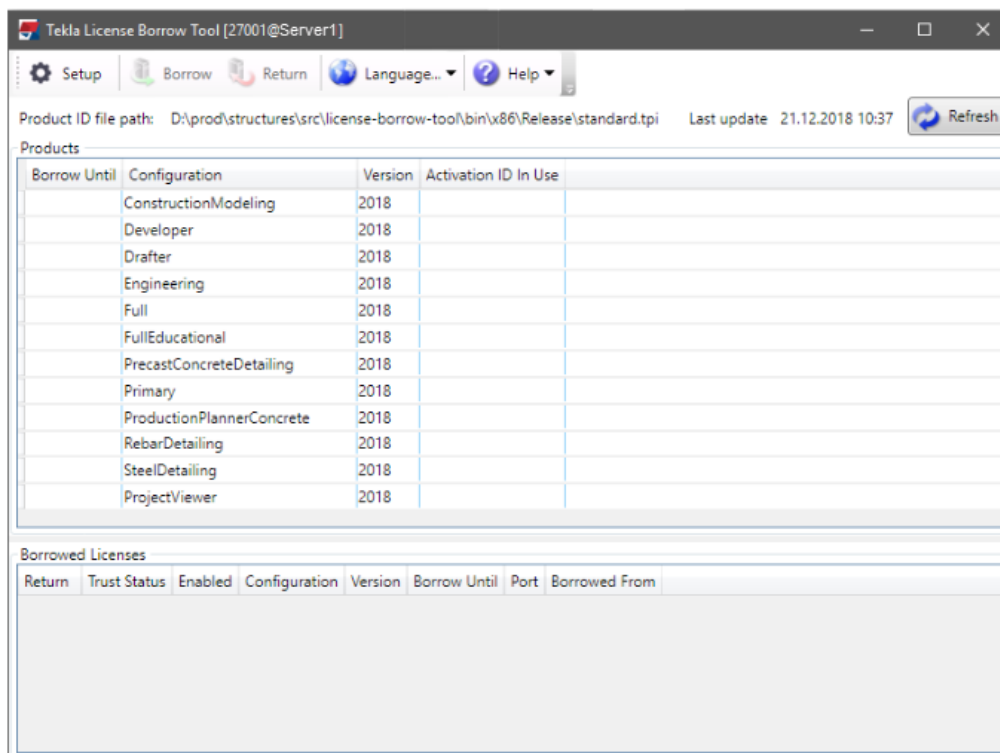 Tekla License Borrow Tool [27001@Server1]
Setup Borrow Return Language... Help
Product ID file path: D:\prod\structures\src\license-borrow-tool\bin\x86\Release\standard.tpi Last update 21.12.2018 10:37 Refresh
Products
Borrow Until Configuration Version Activation ID In Use
ConstructionModeling 2018
Developer 2018
Drafter 2018
Engineering 2018
Full 2018
FullEducational 2018
PrecastConcreteDetailing 2018
Primary 2018
ProductionPlannerConcrete 2018
RebarDetailing 2018
SteelDetailing 2018
ProjectViewer 2018
Borrowed Licenses
Return Trust Status Enabled Configuration Version Borrow Until Port Borrowed From